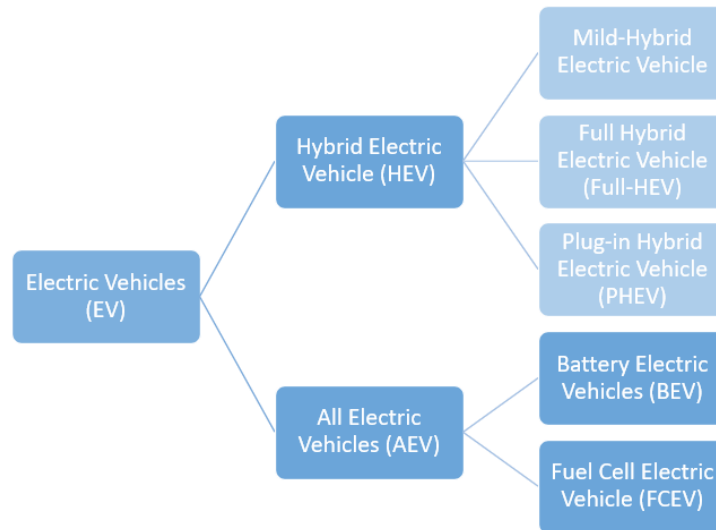 Mild-Hybrid
Electric Vehicle
Hybrid Electric
Vehicle (HEV)
Full Hybrid
Electric Vehicle
(Full-HEV)
Plug-in Hybrid
Electric Vehicle
(PHEV)
Electric Vehicles
(EV)
Battery Electric
Vehicles (BEV)
All Electric
Vehicles (AEV)
Fuel Cell Electric
Vehicle (FCEV)